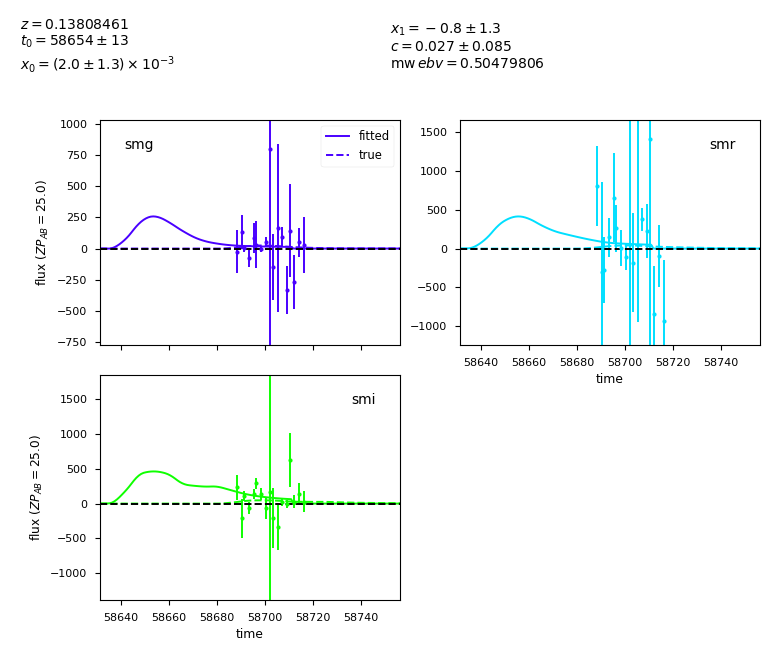 z = 0.13808461
t₀ = 58654 ± 13
x₀ = (2.0 ± 1.3) × 10⁻³
x₁ = − 0.8 ± 1.3
c = 0.027 ± 0.085
mw ebv = 0.50479806
smg
fitted
true
1000
750
500
250
0
−250
−500
−750
flux (ZP_AB = 25.0)
smr
1500
1000
500
0
−500
−1000
58640 58660 58680 58700 58720 58740
time
smi
1500
1000
500
0
−500
−1000
flux (ZP_AB = 25.0)
58640 58660 58680 58700 58720 58740
time